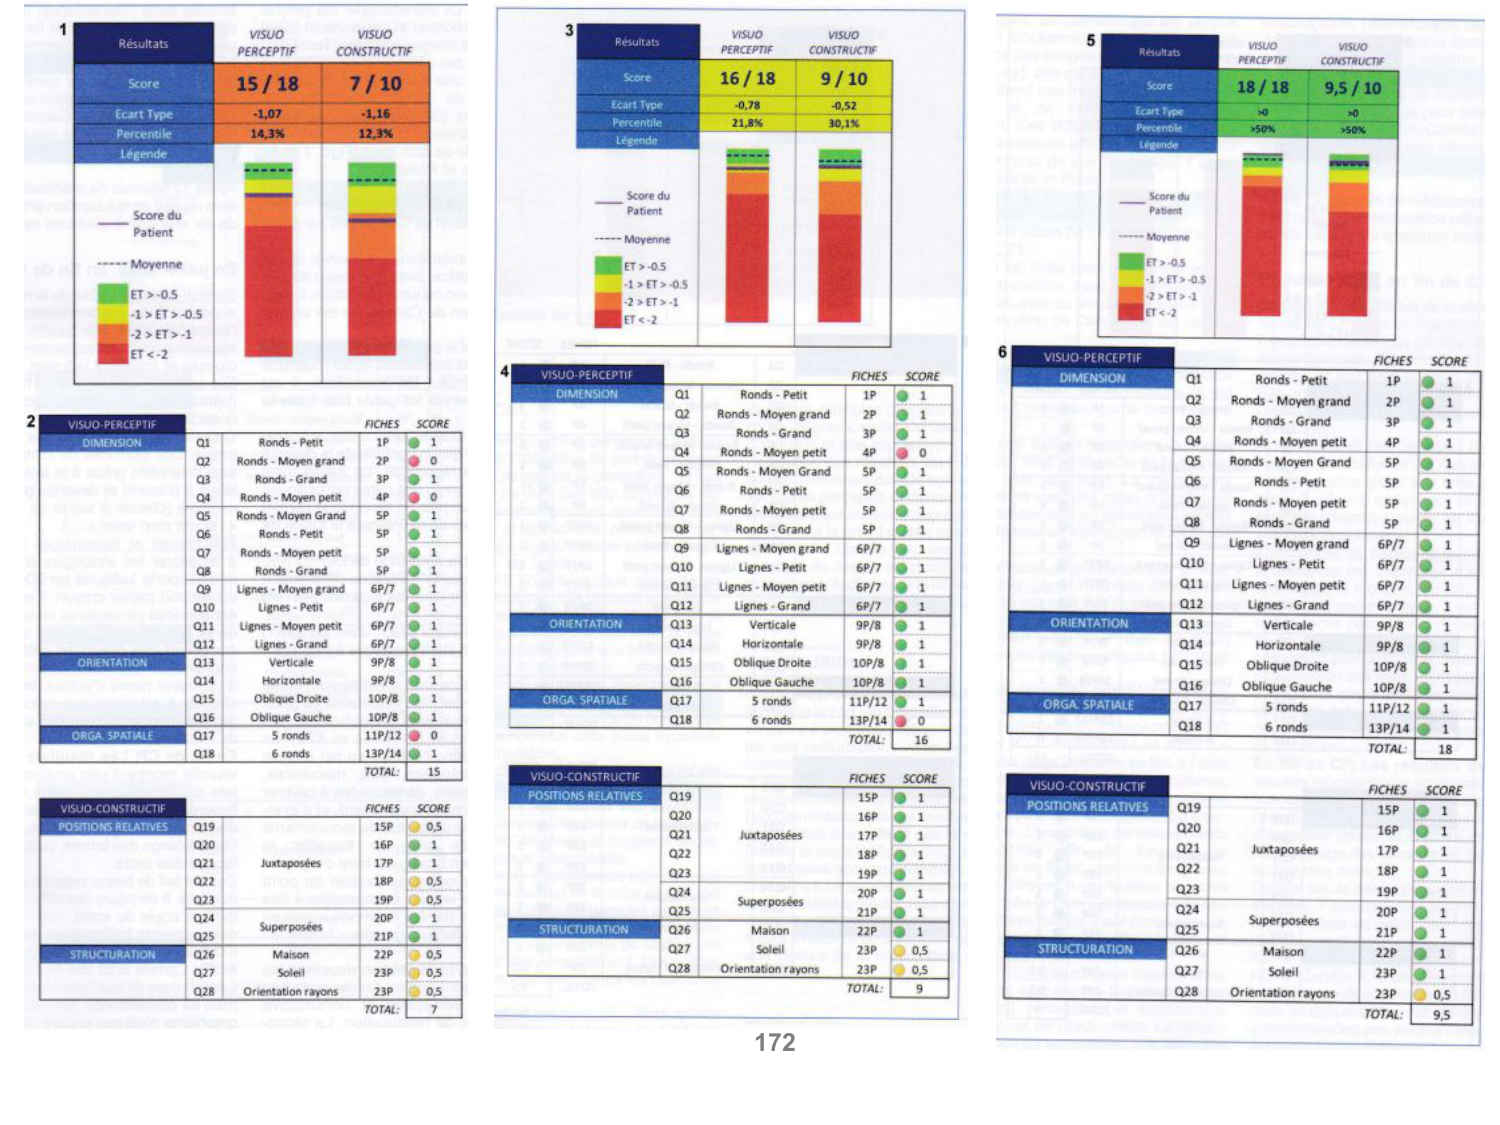 1
Résultats VISUO PERCEPTIF VISUO CONSTRUCTIF
Score 15 / 18 7 / 10
Ecart Type -1,07 -1,16
Percentile 14,3% 12,3%
Légende
Score du Patient
Moyenne
ET > -0.5
-1 > ET > -0.5
-2 > ET > -1
ET < -2
2
VISUO-PERCEPTIF FICHES SCORE
DIMENSION Q1 Ronds - Petit 1P 1
Q2 Ronds - Moyen grand 2P 0
Q3 Ronds - Grand 3P 1
Q4 Ronds - Moyen petit 4P 0
Q5 Ronds - Moyen Grand 5P 1
Q6 Ronds - Petit 5P 1
Q7 Ronds - Moyen petit 5P 1
Q8 Ronds - Grand 5P 1
Q9 Lignes - Moyen grand 6P/7 1
Q10 Lignes - Petit 6P/7 1
Q11 Lignes - Moyen petit 6P/7 1
Q12 Lignes - Grand 6P/7 1
ORIENTATION Q13 Verticale 9P/8 1
Q14 Horizontale 9P/8 1
Q15 Oblique Droite 10P/8 1
Q16 Oblique Gauche 10P/8 1
ORGA. SPATIALE Q17 5 ronds 11P/12 0
Q18 6 ronds 13P/14 1
TOTAL: 15
VISUO-CONSTRUCTIF FICHES SCORE
POSITIONS RELATIVES Q19 15P 0,5
Q20 16P 1
Q21 Juxtaposées 17P 1
Q22 18P 0,5
Q23 19P 0,5
Q24 20P 1
Superposées
Q25 21P 1
STRUCTURATION Q26 Maison 22P 0,5
Q27 Soleil 23P 0,5
Q28 Orientation rayons 23P 0,5
TOTAL: 7
3
Résultats VISUO PERCEPTIF VISUO CONSTRUCTIF
Score 16 / 18 9 / 10
Ecart Type -0,78 -0,52
Percentile 21,8% 30,1%
Légende
Score du Patient
Moyenne
ET > -0.5
-1 > ET > -0.5
-2 > ET > -1
ET < -2
4
VISUO-PERCEPTIF FICHES SCORE
DIMENSION Q1 Ronds - Petit 1P 1
Q2 Ronds - Moyen grand 2P 1
Q3 Ronds - Grand 3P 1
Q4 Ronds - Moyen petit 4P 0
Q5 Ronds - Moyen Grand 5P 1
Q6 Ronds - Petit 5P 1
Q7 Ronds - Moyen petit 5P 1
Q8 Ronds - Grand 5P 1
Q9 Lignes - Moyen grand 6P/7 1
Q10 Lignes - Petit 6P/7 1
Q11 Lignes - Moyen petit 6P/7 1
Q12 Lignes - Grand 6P/7 1
ORIENTATION Q13 Verticale 9P/8 1
Q14 Horizontale 9P/8 1
Q15 Oblique Droite 10P/8 1
Q16 Oblique Gauche 10P/8 1
ORGA. SPATIALE Q17 5 ronds 11P/12 1
Q18 6 ronds 13P/14 0
TOTAL: 16
VISUO-CONSTRUCTIF FICHES SCORE
POSITIONS RELATIVES Q19 15P 1
Q20 16P 1
Q21 Juxtaposées 17P 1
Q22 18P 1
Q23 19P 1
Q24 20P 1
Superposées
Q25 21P 1
STRUCTURATION Q26 Maison 22P 1
Q27 Soleil 23P 0,5
Q28 Orientation rayons 23P 0,5
TOTAL: 9
5
Résultats VISUO PERCEPTIF VISUO CONSTRUCTIF
Score 18 / 18 9,5 / 10
Ecart Type >0 >0
Percentile >50% >50%
Légende
Score du Patient
Moyenne
ET > -0.5
-1 > ET > -0.5
-2 > ET > -1
ET < -2
6
VISUO-PERCEPTIF FICHES SCORE
DIMENSION Q1 Ronds - Petit 1P 1
Q2 Ronds - Moyen grand 2P 1
Q3 Ronds - Grand 3P 1
Q4 Ronds - Moyen petit 4P 1
Q5 Ronds - Moyen Grand 5P 1
Q6 Ronds - Petit 5P 1
Q7 Ronds - Moyen petit 5P 1
Q8 Ronds - Grand 5P 1
Q9 Lignes - Moyen grand 6P/7 1
Q10 Lignes - Petit 6P/7 1
Q11 Lignes - Moyen petit 6P/7 1
Q12 Lignes - Grand 6P/7 1
ORIENTATION Q13 Verticale 9P/8 1
Q14 Horizontale 9P/8 1
Q15 Oblique Droite 10P/8 1
Q16 Oblique Gauche 10P/8 1
ORGA. SPATIALE Q17 5 ronds 11P/12 1
Q18 6 ronds 13P/14 1
TOTAL: 18
VISUO-CONSTRUCTIF FICHES SCORE
POSITIONS RELATIVES Q19 15P 1
Q20 16P 1
Q21 Juxtaposées 17P 1
Q22 18P 1
Q23 19P 1
Q24 20P 1
Superposées
Q25 21P 1
STRUCTURATION Q26 Maison 22P 1
Q27 Soleil 23P 1
Q28 Orientation rayons 23P 0,5
TOTAL: 9,5
172